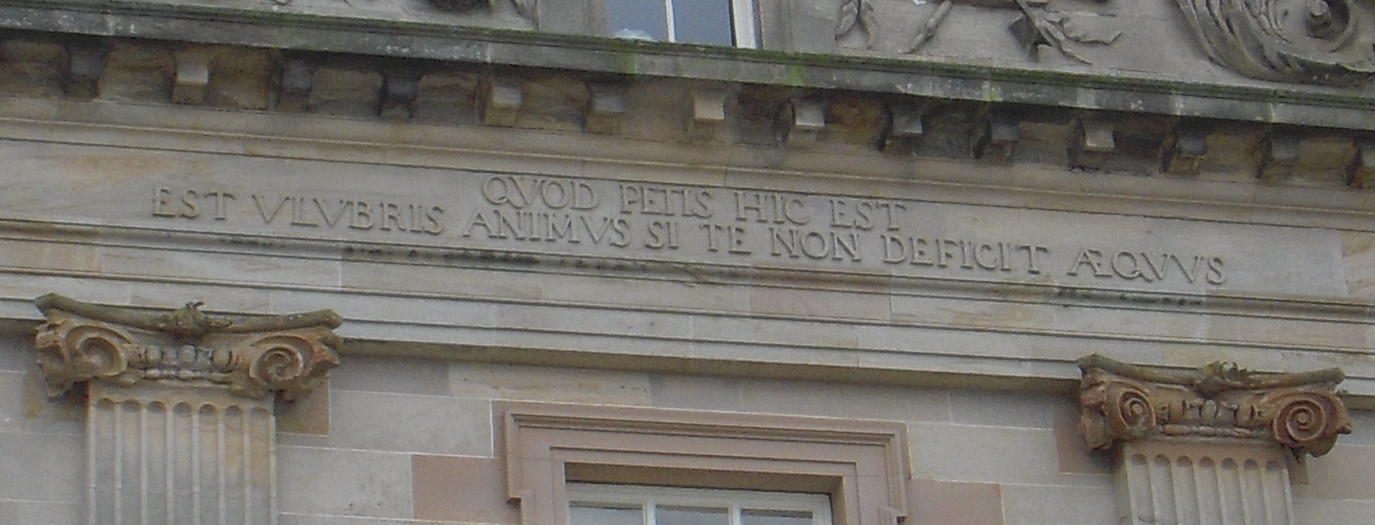 QVOD PETIS HIC EST
EST VLVBRIS ANIMVS SI TE NON DEFICIT ÆQVVS